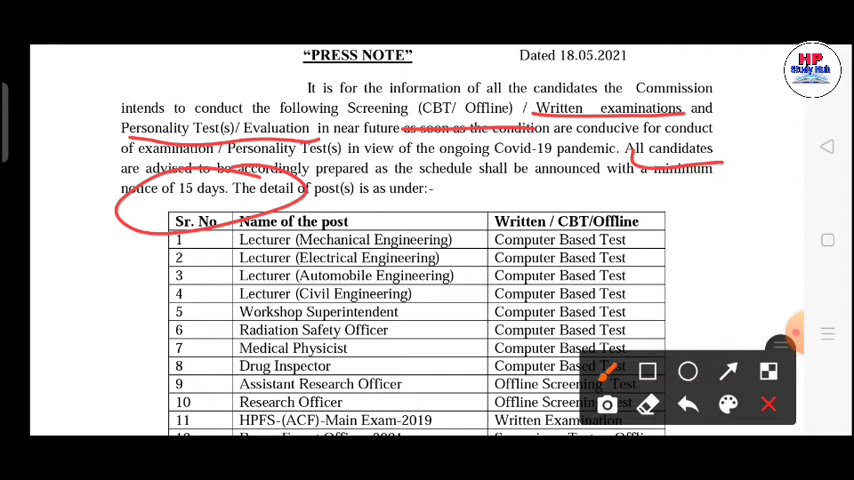 "PRESS NOTE" Dated 18.05.2021
HP
Study Hub
It is for the information of all the candidates the Commission
intends to conduct the following Screening (CBT/ Offline) / Written examinations and
Personality Test(s)/ Evaluation in near future as soon as the condition are conducive for conduct
of examination / Personality Test(s) in view of the ongoing Covid-19 pandemic. All candidates
are advised to be accordingly prepared as the schedule shall be announced with a minimum
notice of 15 days. The detail of post(s) is as under:-
Sr. No. Name of the post Written / CBT/Offline
1 Lecturer (Mechanical Engineering) Computer Based Test
2 Lecturer (Electrical Engineering) Computer Based Test
3 Lecturer (Automobile Engineering) Computer Based Test
4 Lecturer (Civil Engineering) Computer Based Test
5 Workshop Superintendent Computer Based Test
6 Radiation Safety Officer Computer Based Test
7 Medical Physicist Computer Based Test
8 Drug Inspector Computer Based Test
9 Assistant Research Officer Offline Screening Test
10 Research Officer Offline Screening Test
11 HPFS-(ACF)-Main Exam-2019 Written Examination